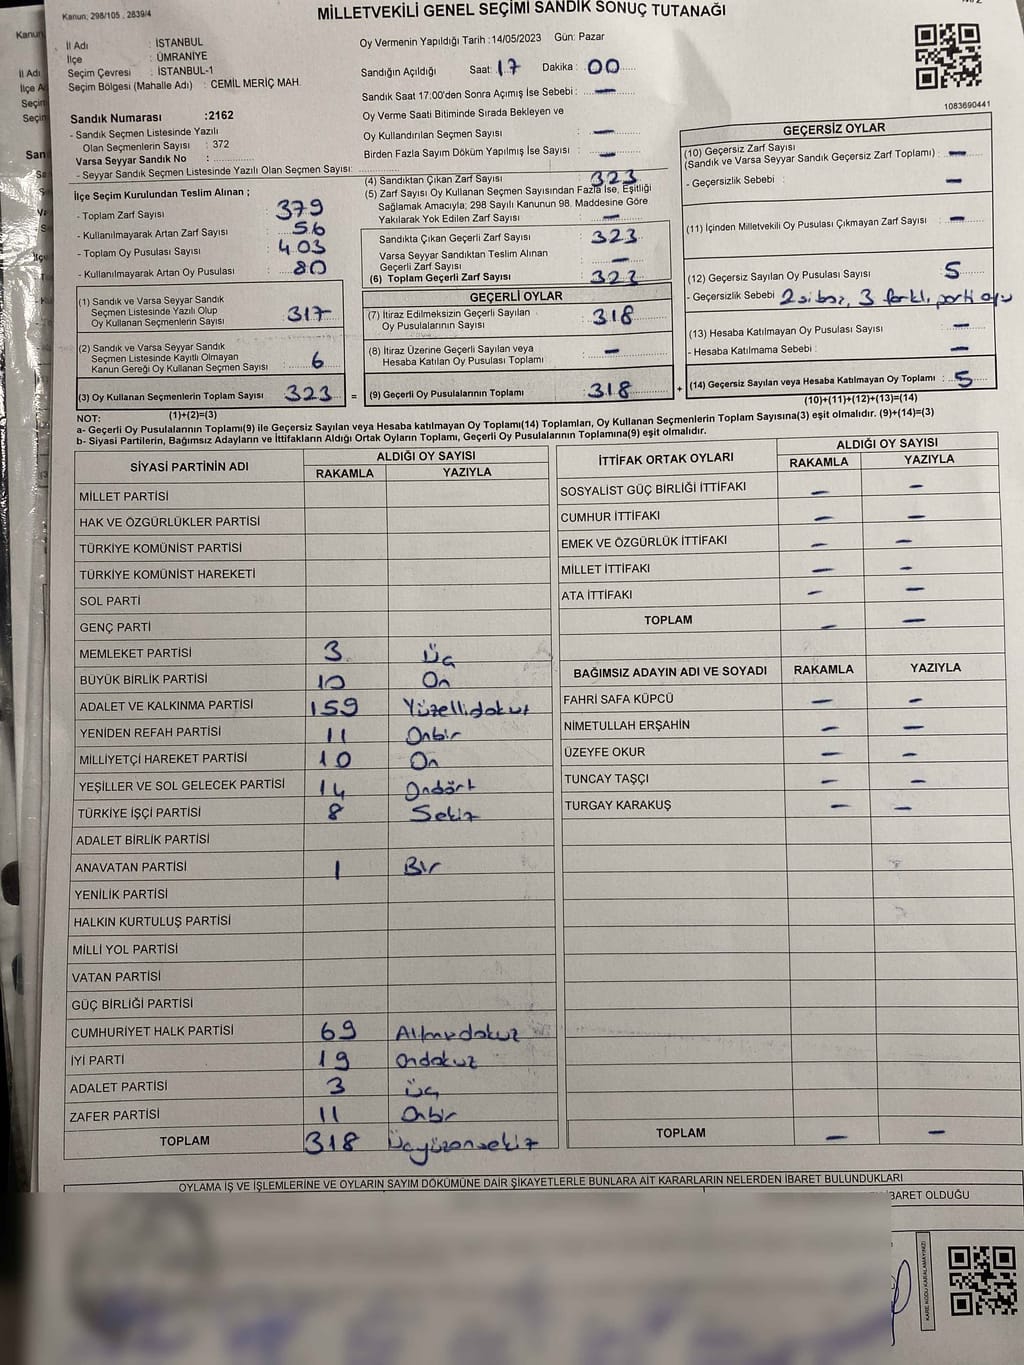 Kanun; 298/105 , 2839/4
MİLLETVEKİLİ GENEL SEÇİMİ SANDIK SONUÇ TUTANAĞI
İl Adı : İSTANBUL
İlçe : ÜMRANİYE
Seçim Çevresi : İSTANBUL-1
Seçim Bölgesi (Mahalle Adı) : CEMİL MERİÇ MAH.
Sandık Numarası :2162
- Sandık Seçmen Listesinde Yazılı
Olan Seçmenlerin Sayısı : 372
Varsa Seyyar Sandık No :
- Seyyar Sandık Seçmen Listesinde Yazılı Olan Seçmen Sayısı:
Oy Vermenin Yapıldığı Tarih :14/05/2023 Gün: Pazar
Sandığın Açıldığı Saat: 17 Dakika : 00
Sandık Saat 17:00'den Sonra Açımış İse Sebebi : —
Oy Verme Saati Bitiminde Sırada Bekleyen ve
Oy Kullandırılan Seçmen Sayısı —
Birden Fazla Sayım Döküm Yapılmış İse Sayısı —
1083690441
İlçe Seçim Kurulundan Teslim Alınan ;
- Toplam Zarf Sayısı 379
- Kullanılmayarak Artan Zarf Sayısı : 56
- Toplam Oy Pusulası Sayısı : 403
- Kullanılmayarak Artan Oy Pusulası : 80
(4) Sandıktan Çıkan Zarf Sayısı : 323
(5) Zarf Sayısı Oy Kullanan Seçmen Sayısından Fazla İse, Eşitliği
Sağlamak Amacıyla; 298 Sayılı Kanunun 98. Maddesine Göre
Yakılarak Yok Edilen Zarf Sayısı : —
Sandıkta Çıkan Geçerli Zarf Sayısı : 323
Varsa Seyyar Sandıktan Teslim Alınan
Geçerli Zarf Sayısı : —
(6) Toplam Geçerli Zarf Sayısı : 323
GEÇERSİZ OYLAR
(10) Geçersiz Zarf Sayısı
(Sandık ve Varsa Seyyar Sandık Geçersiz Zarf Toplamı) : —
- Geçersizlik Sebebi : —
(11) İçinden Milletvekili Oy Pusulası Çıkmayan Zarf Sayısı : —
(12) Geçersiz Sayılan Oy Pusulası Sayısı : 5
- Geçersizlik Sebebi : 2 si boz, 3 farklı parti oyu
(13) Hesaba Katılmayan Oy Pusulası Sayısı : —
- Hesaba Katılmama Sebebi : —
(14) Geçersiz Sayılan veya Hesaba Katılmayan Oy Toplamı : 5
(10)+(11)+(12)+(13)=(14)
(1) Sandık ve Varsa Seyyar Sandık
Seçmen Listesinde Yazılı Olup
Oy Kullanan Seçmenlerin Sayısı : 317
(2) Sandık ve Varsa Seyyar Sandık
Seçmen Listesinde Kayıtlı Olmayan
Kanun Gereği Oy Kullanan Seçmen Sayısı : 6
(3) Oy Kullanan Seçmenlerin Toplam Sayısı : 323 =
(1)+(2)=(3)
GEÇERLİ OYLAR
(7) İtiraz Edilmeksizin Geçerli Sayılan
Oy Pusulalarının Sayısı : 318
(8) İtiraz Üzerine Geçerli Sayılan veya
Hesaba Katılan Oy Pusulası Toplamı : —
(9) Geçerli Oy Pusulalarının Toplamı : 318 +
NOT:
a- Geçerli Oy Pusulalarının Toplamı(9) ile Geçersiz Sayılan veya Hesaba katılmayan Oy Toplamı(14) Toplamları, Oy Kullanan Seçmenlerin Toplam Sayısına(3) eşit olmalıdır. (9)+(14)=(3)
b- Siyasi Partilerin, Bağımsız Adayların ve İttifakların Aldığı Ortak Oyların Toplamı, Geçerli Oy Pusulalarının Toplamına(9) eşit olmalıdır.
SİYASİ PARTİNİN ADI ALDIĞI OY SAYISI
RAKAMLA YAZIYLA
MİLLET PARTİSİ
HAK VE ÖZGÜRLÜKLER PARTİSİ
TÜRKİYE KOMÜNİST PARTİSİ
TÜRKİYE KOMÜNİST HAREKETİ
SOL PARTİ
GENÇ PARTİ
MEMLEKET PARTİSİ 3 Üç
BÜYÜK BİRLİK PARTİSİ 10 On
ADALET VE KALKINMA PARTİSİ 159 Yüzellidokuz
YENİDEN REFAH PARTİSİ 11 Onbir
MİLLİYETÇİ HAREKET PARTİSİ 10 On
YEŞİLLER VE SOL GELECEK PARTİSİ 14 Ondört
TÜRKİYE İŞÇİ PARTİSİ 8 Sekiz
ADALET BİRLİK PARTİSİ
ANAVATAN PARTİSİ 1 Bir
YENİLİK PARTİSİ
HALKIN KURTULUŞ PARTİSİ
MİLLİ YOL PARTİSİ
VATAN PARTİSİ
GÜÇ BİRLİĞİ PARTİSİ
CUMHURİYET HALK PARTİSİ 69 Altmışdokuz
İYİ PARTİ 19 Ondokuz
ADALET PARTİSİ 3 Üç
ZAFER PARTİSİ 11 Onbir
TOPLAM 318 Üçyüzonsekiz
İTTİFAK ORTAK OYLARI ALDIĞI OY SAYISI
RAKAMLA YAZIYLA
SOSYALİST GÜÇ BİRLİĞİ İTTİFAKI — —
CUMHUR İTTİFAKI — —
EMEK VE ÖZGÜRLÜK İTTİFAKI — —
MİLLET İTTİFAKI — —
ATA İTTİFAKI — —
TOPLAM — —
BAĞIMSIZ ADAYIN ADI VE SOYADI RAKAMLA YAZIYLA
FAHRİ SAFA KÜPCÜ — —
NİMETULLAH ERŞAHİN — —
ÜZEYFE OKUR — —
TUNCAY TAŞÇI — —
TURGAY KARAKUŞ — —
TOPLAM — —
OYLAMA İŞ VE İŞLEMLERİNE VE OYLARIN SAYIM DÖKÜMÜNE DAİR ŞİKAYETLERLE BUNLARA AİT KARARLARIN NELERDEN İBARET BULUNDUKLARI
BARET OLDUĞU
KARE KODU KARALAMAYINIZ!